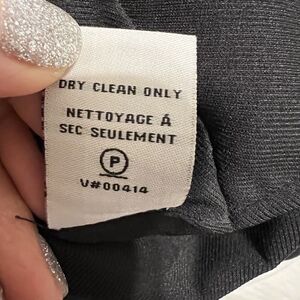 DRY CLEAN ONLY
NETTOYAGE Á
SEC SEULEMENT
P
V#00414